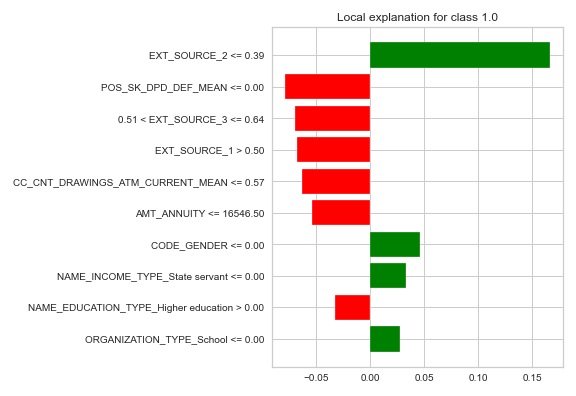 Local explanation for class 1.0
EXT_SOURCE_2 <= 0.39
POS_SK_DPD_DEF_MEAN <= 0.00
0.51 < EXT_SOURCE_3 <= 0.64
EXT_SOURCE_1 > 0.50
CC_CNT_DRAWINGS_ATM_CURRENT_MEAN <= 0.57
AMT_ANNUITY <= 16546.50
CODE_GENDER <= 0.00
NAME_INCOME_TYPE_State servant <= 0.00
NAME_EDUCATION_TYPE_Higher education > 0.00
ORGANIZATION_TYPE_School <= 0.00
−0.05 0.00 0.05 0.10 0.15